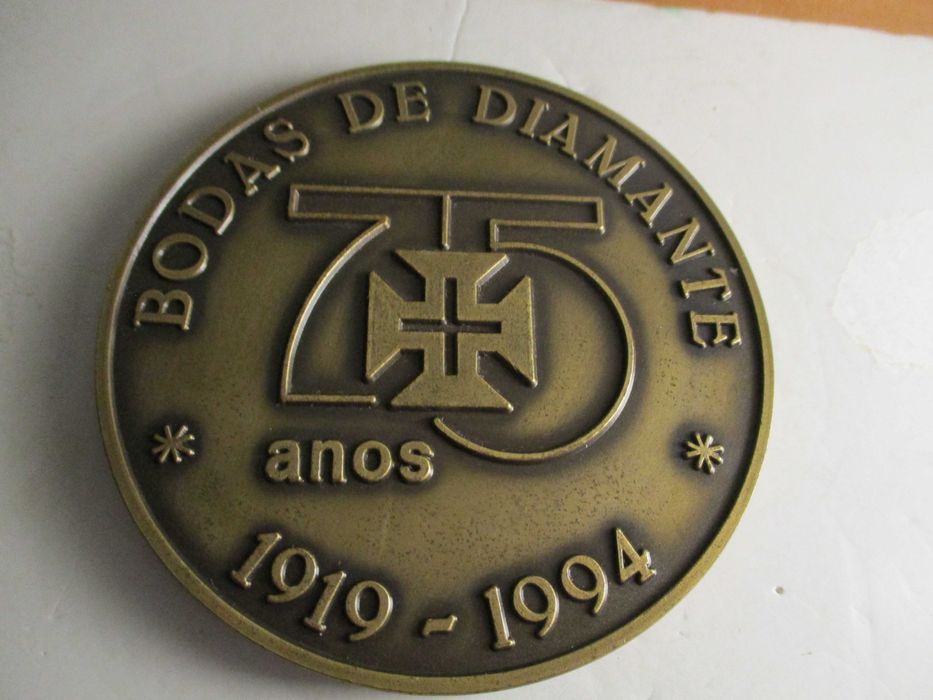 BODAS DE DIAMANTE
75
anos
* *
1919 - 1994